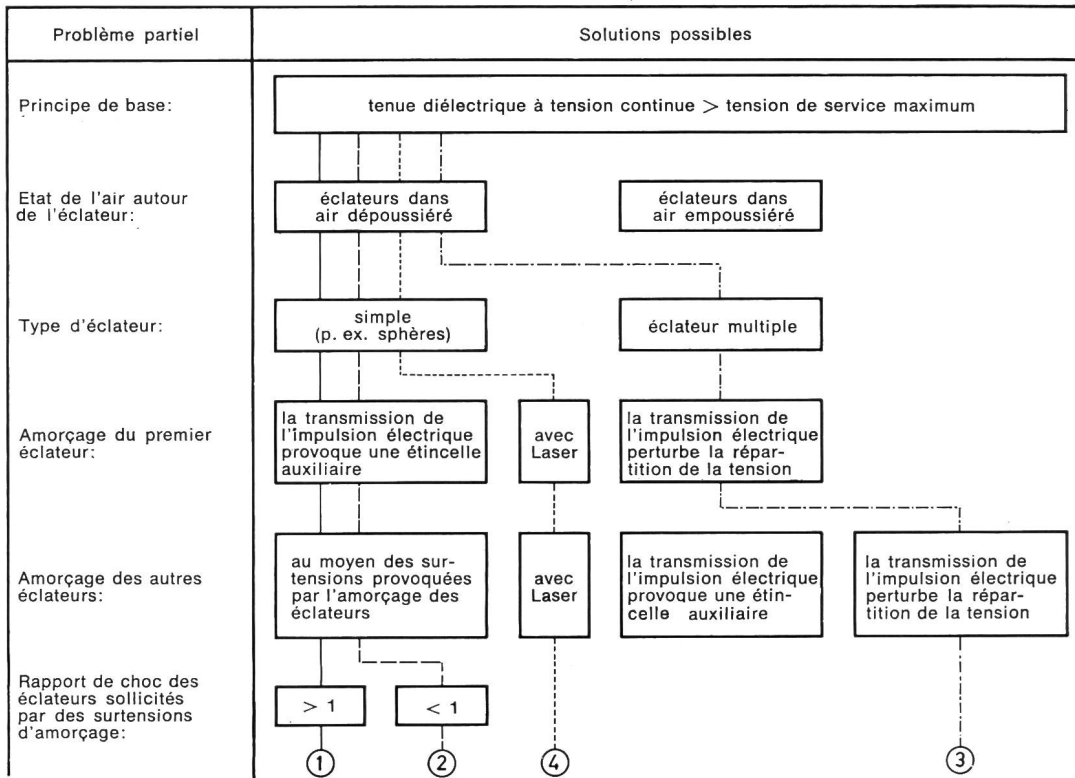 Problème partiel
Solutions possibles
Principe de base:
tenue diélectrique à tension continue > tension de service maximum
Etat de l'air autour
de l'éclateur:
éclateurs dans
air dépoussiéré
éclateurs dans
air empoussiéré
Type d'éclateur:
simple
(p. ex. sphères)
éclateur multiple
Amorçage du premier
éclateur:
la transmission de
l'impulsion électrique
provoque une étincelle
auxiliaire
avec
Laser
la transmission de
l'impulsion électrique
perturbe la répar-
tition de la tension
Amorçage des autres
éclateurs:
au moyen des sur-
tensions provoquées
par l'amorçage des
éclateurs
avec
Laser
la transmission de
l'impulsion électrique
provoque une étin-
celle auxiliaire
la transmission de
l'impulsion électrique
perturbe la répar-
tition de la tension
Rapport de choc des
éclateurs sollicités
par des surtensions
d'amorçage:
> 1
< 1
1
2
4
3